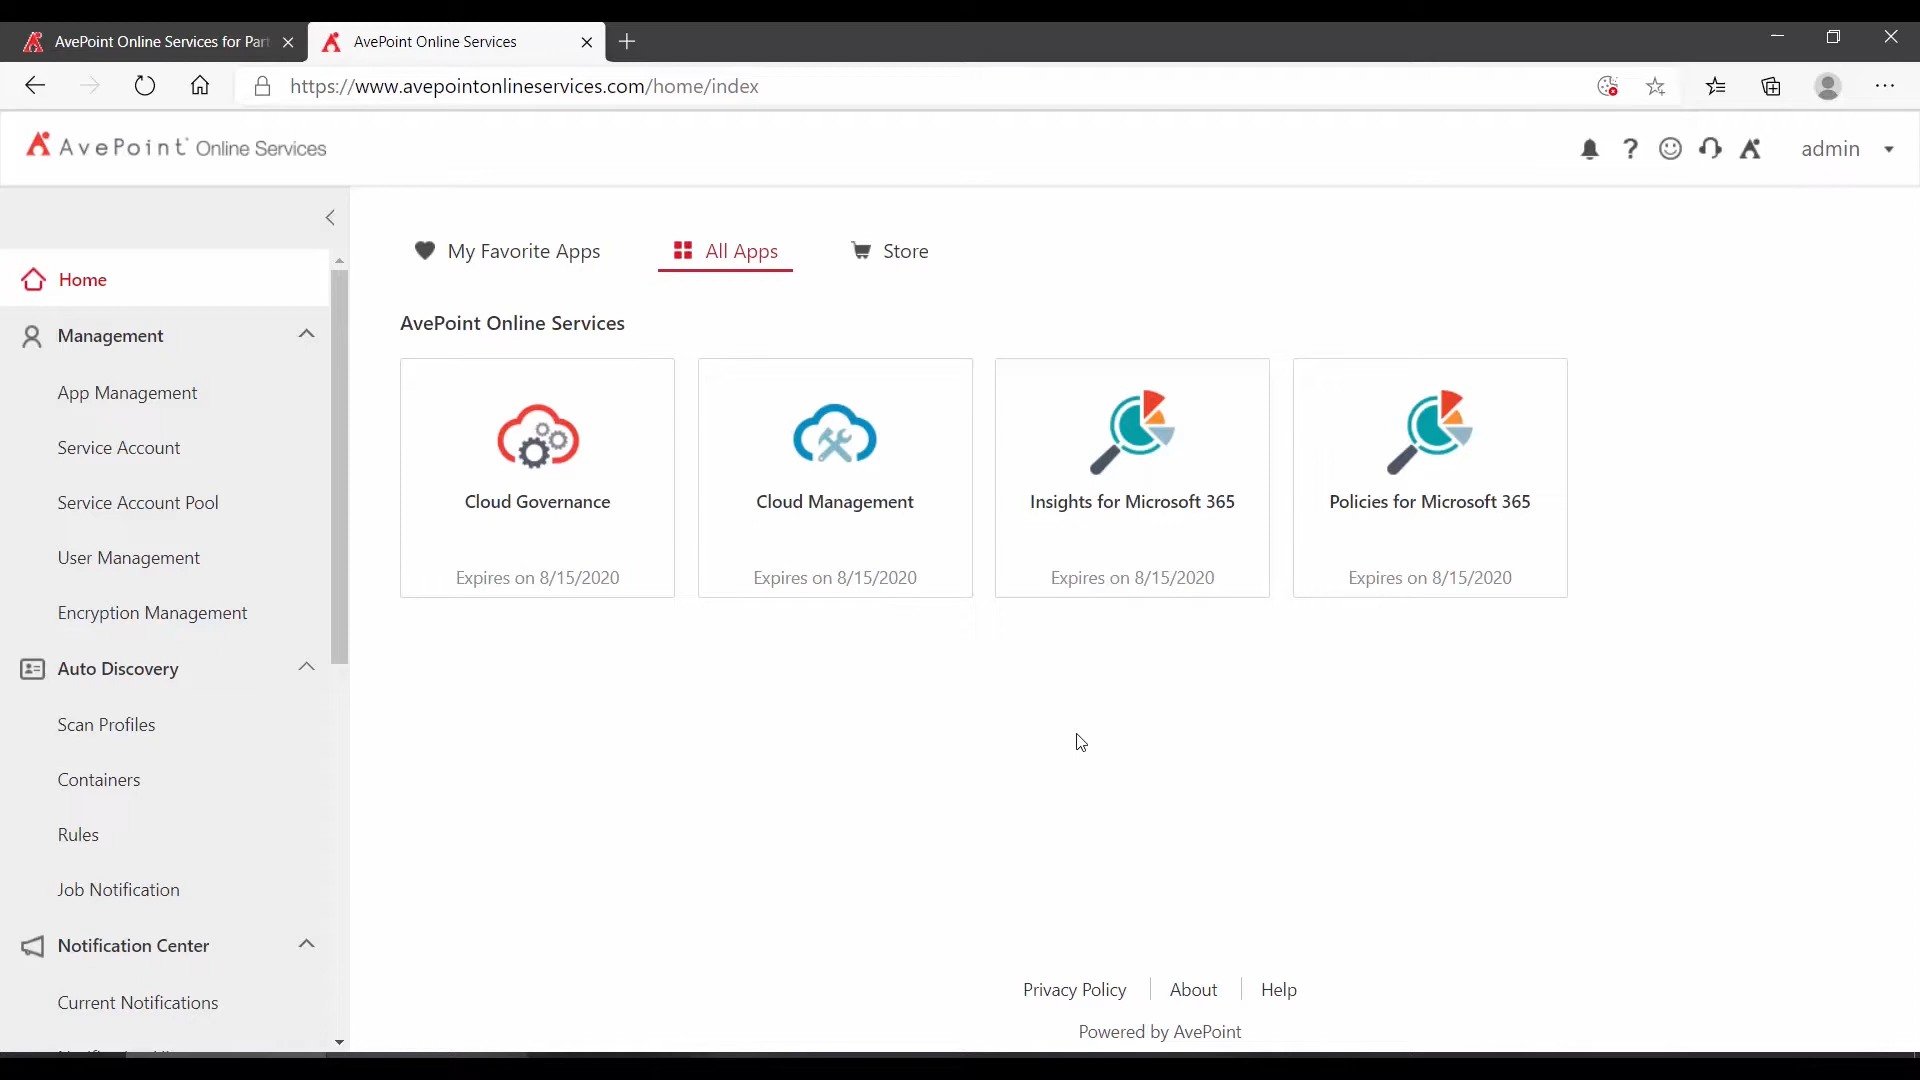 AvePoint Online Services for Part
AvePoint Online Services
https://www.avepointonlineservices.com/home/index
AvePoint Online Services
admin
Home
Management
App Management
Service Account
Service Account Pool
User Management
Encryption Management
Auto Discovery
Scan Profiles
Containers
Rules
Job Notification
Notification Center
Current Notifications
My Favorite Apps
All Apps
Store
AvePoint Online Services
Cloud Governance
Expires on 8/15/2020
Cloud Management
Expires on 8/15/2020
Insights for Microsoft 365
Expires on 8/15/2020
Policies for Microsoft 365
Expires on 8/15/2020
Privacy Policy
About
Help
Powered by AvePoint